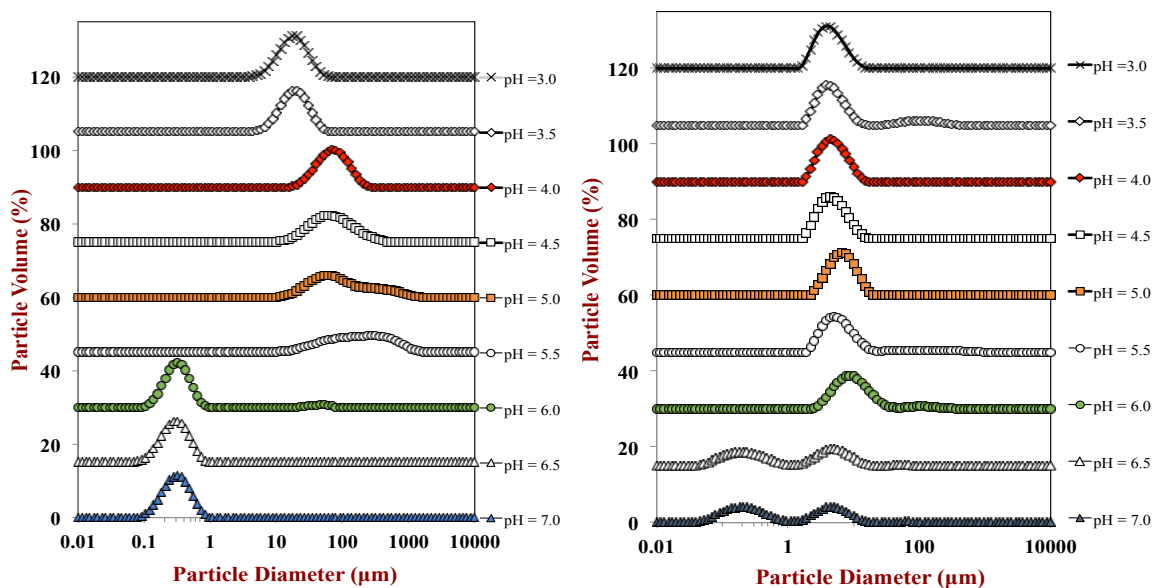 Particle Volume (%)
120
100
80
60
40
20
0
0.01 0.1 1 10 100 1000 10000
Particle Diameter (µm)
pH =3.0
pH =3.5
pH = 4.0
pH = 4.5
pH = 5.0
pH = 5.5
pH = 6.0
pH = 6.5
pH = 7.0
Particle Volume (%)
120
100
80
60
40
20
0
0.01 1 100 10000
Particle Diameter (µm)
pH =3.0
pH =3.5
pH = 4.0
pH = 4.5
pH = 5.0
pH = 5.5
pH = 6.0
pH = 6.5
pH = 7.0